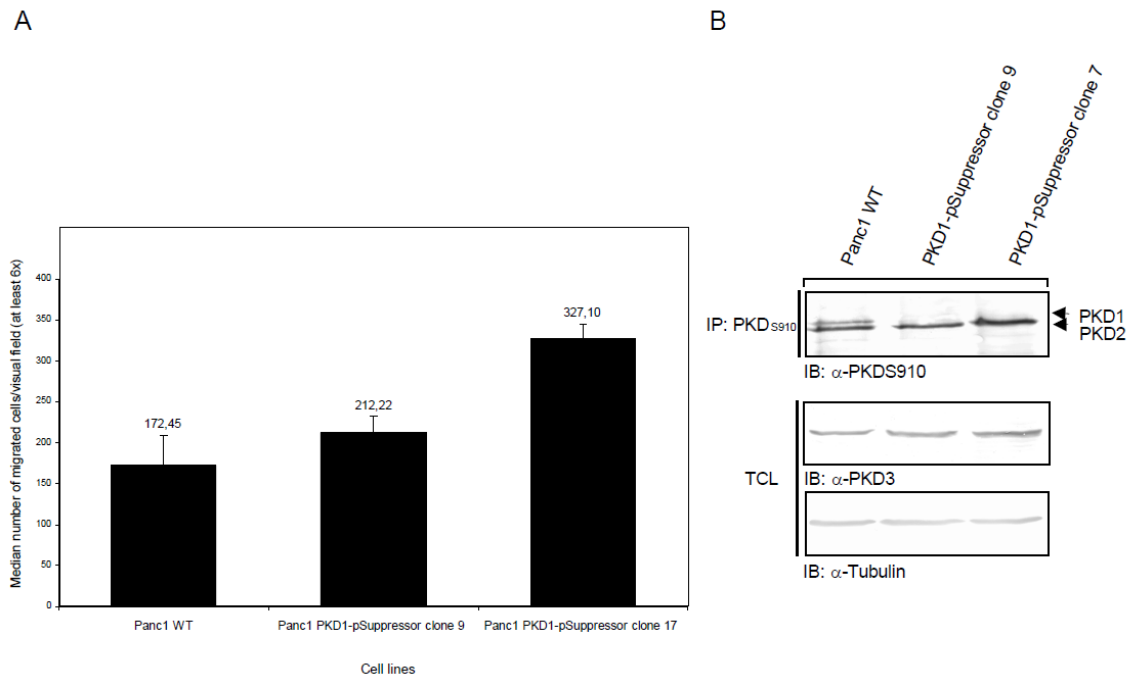 A
Median number of migrated cells/visual field (at least 6x)
400
350
300
250
200
150
100
50
0
172,45
212,22
327,10
Panc1 WT
Panc1 PKD1-pSuppressor clone 9
Panc1 PKD1-pSuppressor clone 17
Cell lines
B
Panc1 WT
PKD1-pSuppressor clone 9
PKD1-pSuppressor clone 7
IP: PKDS910
PKD1
PKD2
IB: α-PKDS910
TCL
IB: α-PKD3
IB: α-Tubulin